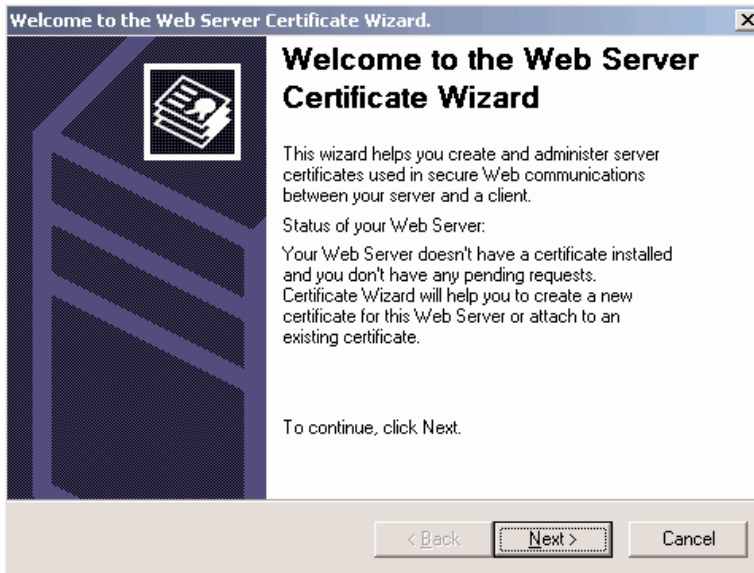 Welcome to the Web Server Certificate Wizard.
Welcome to the Web Server
Certificate Wizard
This wizard helps you create and administer server
certificates used in secure Web communications
between your server and a client.
Status of your Web Server:
Your Web Server doesn't have a certificate installed
and you don't have any pending requests.
Certificate Wizard will help you to create a new
certificate for this Web Server or attach to an
existing certificate.
To continue, click Next.
< Back
Next >
Cancel